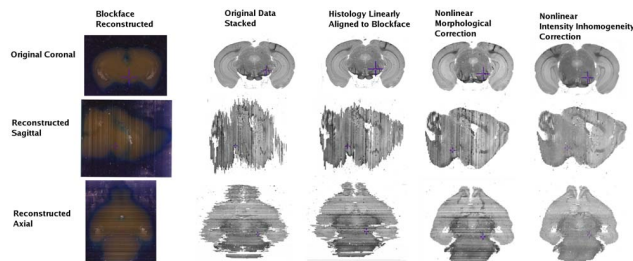 Blockface
Reconstructed
Original Data
Stacked
Histology Linearly
Aligned to Blockface
Nonlinear
Morphological
Correction
Nonlinear
Intensity Inhomogeneity
Correction
Original Coronal
Reconstructed
Sagittal
Reconstructed
Axial